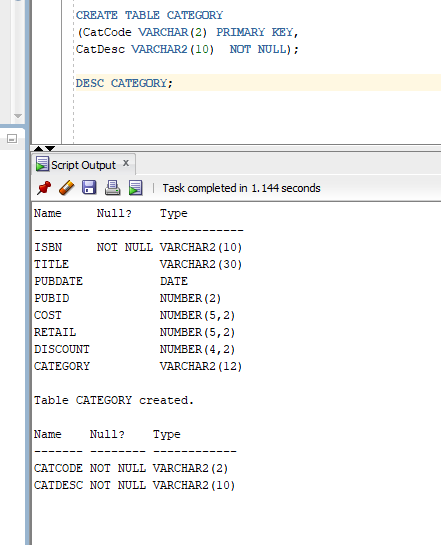 CREATE TABLE CATEGORY
(CatCode VARCHAR(2) PRIMARY KEY,
CatDesc VARCHAR2(10)  NOT NULL);
DESC CATEGORY;
Script Output x
Task completed in 1.144 seconds
Name     Null?    Type
-------- -------- ------------
ISBN     NOT NULL VARCHAR2(10)
TITLE             VARCHAR2(30)
PUBDATE           DATE
PUBID             NUMBER(2)
COST              NUMBER(5,2)
RETAIL            NUMBER(5,2)
DISCOUNT          NUMBER(4,2)
CATEGORY          VARCHAR2(12)
Table CATEGORY created.
Name    Null?    Type
------- -------- ------------
CATCODE NOT NULL VARCHAR2(2)
CATDESC NOT NULL VARCHAR2(10)